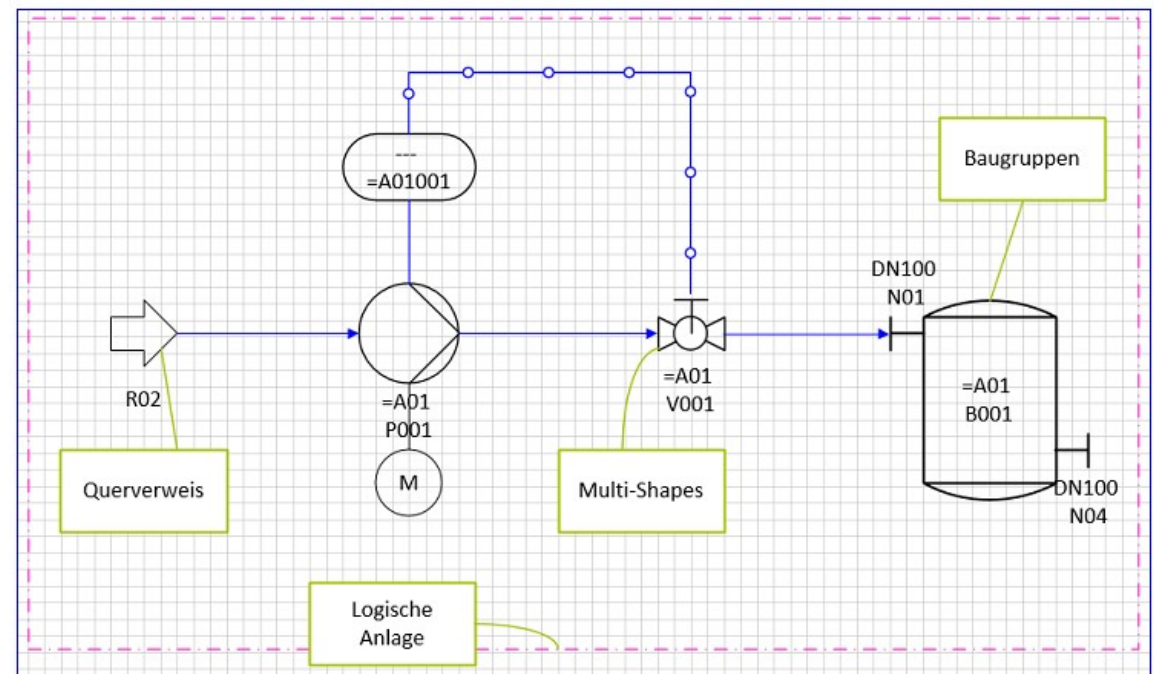 ---
=A01001
Baugruppen
DN100
N01
R02
=A01
P001
=A01
V001
=A01
B001
M
Querverweis
Multi-Shapes
DN100
N04
Logische
Anlage